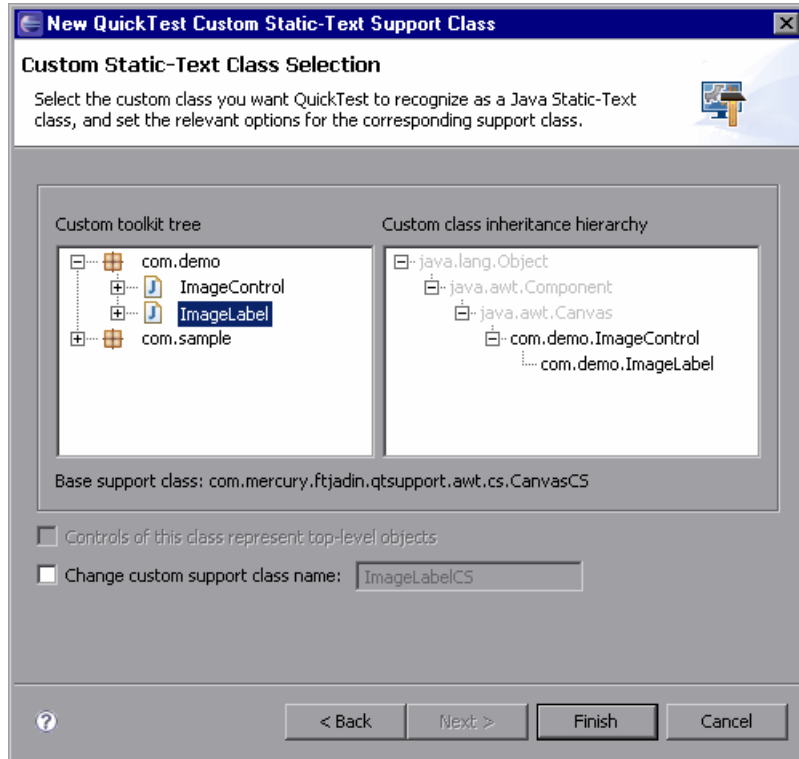 New QuickTest Custom Static-Text Support Class
Custom Static-Text Class Selection
Select the custom class you want QuickTest to recognize as a Java Static-Text
class, and set the relevant options for the corresponding support class.
Custom toolkit tree
com.demo
ImageControl
ImageLabel
com.sample
Custom class inheritance hierarchy
java.lang.Object
java.awt.Component
java.awt.Canvas
com.demo.ImageControl
com.demo.ImageLabel
Base support class: com.mercury.ftjadin.qtsupport.awt.cs.CanvasCS
Controls of this class represent top-level objects
Change custom support class name: ImageLabelCS
< Back Next > Finish Cancel